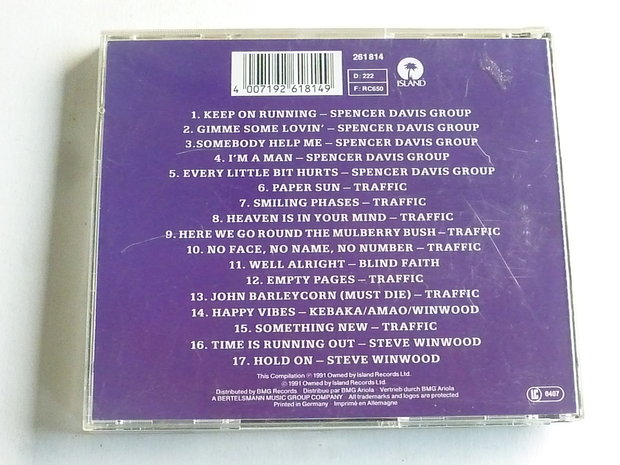 261 814
D: 222
F: RC650
ISLAND
4 007192 618149
1. KEEP ON RUNNING – SPENCER DAVIS GROUP
2. GIMME SOME LOVIN' – SPENCER DAVIS GROUP
3. SOMEBODY HELP ME – SPENCER DAVIS GROUP
4. I'M A MAN – SPENCER DAVIS GROUP
5. EVERY LITTLE BIT HURTS – SPENCER DAVIS GROUP
6. PAPER SUN – TRAFFIC
7. SMILING PHASES – TRAFFIC
8. HEAVEN IS IN YOUR MIND – TRAFFIC
9. HERE WE GO ROUND THE MULBERRY BUSH – TRAFFIC
10. NO FACE, NO NAME, NO NUMBER – TRAFFIC
11. WELL ALRIGHT – BLIND FAITH
12. EMPTY PAGES – TRAFFIC
13. JOHN BARLEYCORN (MUST DIE) – TRAFFIC
14. HAPPY VIBES – KEBAKA/AMAO/WINWOOD
15. SOMETHING NEW – TRAFFIC
16. TIME IS RUNNING OUT – STEVE WINWOOD
17. HOLD ON – STEVE WINWOOD
This Compilation ℗ 1991 Owned by Island Records Ltd.
© 1991 Owned by Island Records Ltd.
Distributed by BMG Records · Distribue par BMG Ariola · Vertrieb durch BMG Ariola
A BERTELSMANN MUSIC GROUP COMPANY · All trademarks and logos are protected
Printed in Germany · Imprimé en Allemagne
LC 0407